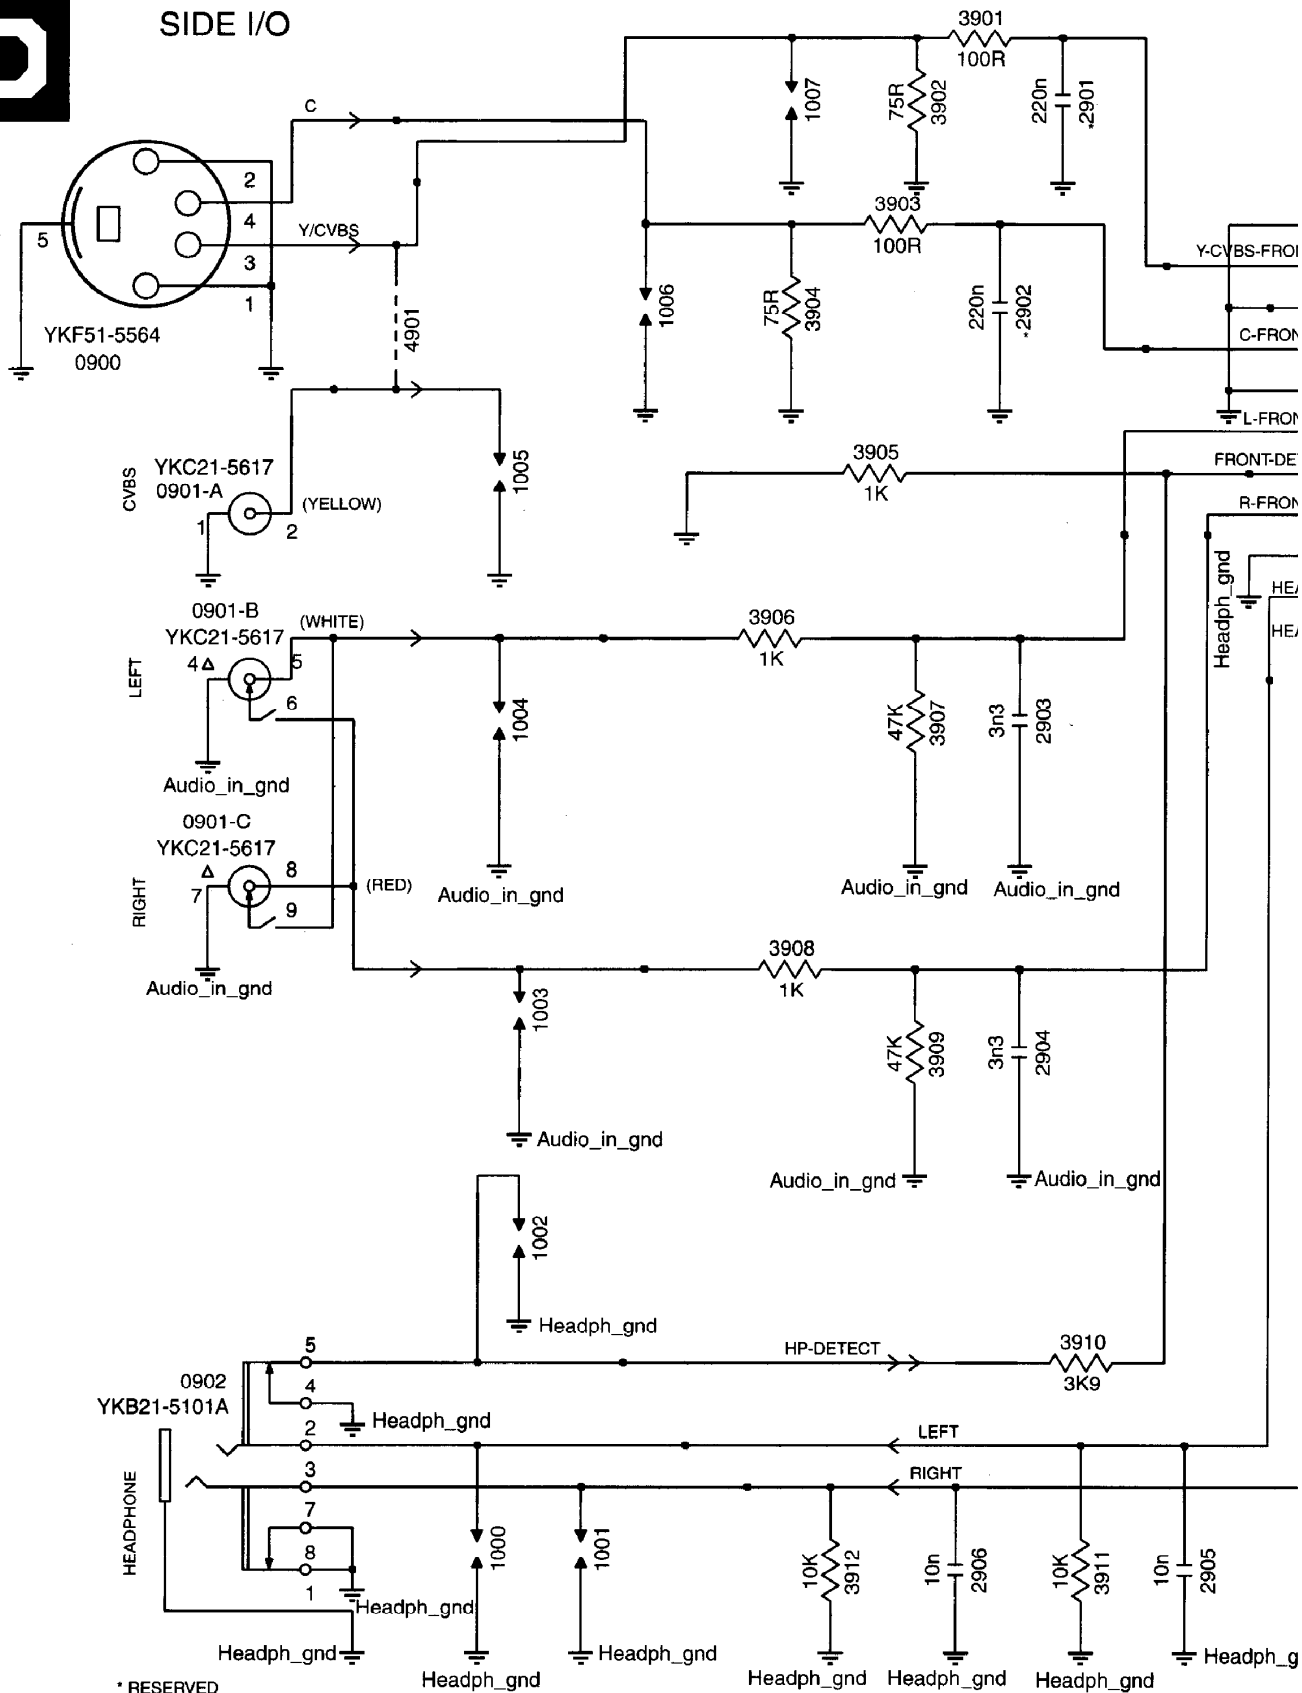 SIDE I/O
3901
100R
1007
75R
3902
220n
*2901
C
2
4
Y/CVBS
3
1
5
YKF51-5564
0900
4901
3903
100R
1006
75R
3904
220n
*2902
C-FRON
L-FRON
CVBS
YKC21-5617
0901-A
(YELLOW)
1
2
1005
3905
1K
R-FRON
Headph_gnd
0901-B
YKC21-5617
(WHITE)
LEFT
4
5
6
Audio_in_gnd
1004
Audio_in_gnd
3906
1K
47K
3907
3n3
2903
Audio_in_gnd
Audio_in_gnd
0901-C
YKC21-5617
RIGHT
7
8
9
(RED)
Audio_in_gnd
1003
Audio_in_gnd
3908
1K
47K
3909
3n3
2904
Audio_in_gnd
Audio_in_gnd
1002
Headph_gnd
HP-DETECT
3910
3K9
0902
YKB21-5101A
HEADPHONE
5
4
Headph_gnd
2
LEFT
3
RIGHT
7
8
1
Headph_gnd
Headph_gnd
1000
Headph_gnd
1001
Headph_gnd
10K
3912
Headph_gnd
10n
2906
Headph_gnd
10K
3911
Headph_gnd
10n
2905
Headph_g
* RESERVED